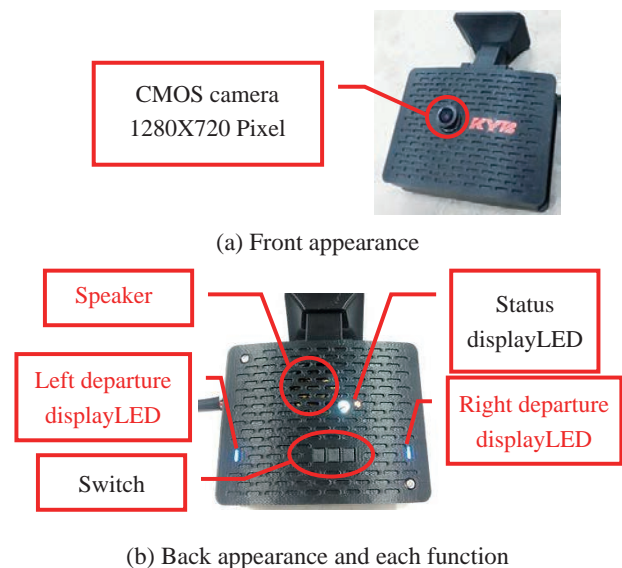 CMOS camera
1280X720 Pixel
KYB
(a) Front appearance
Speaker
Status
displayLED
Left departure
displayLED
Right departure
displayLED
Switch
(b) Back appearance and each function